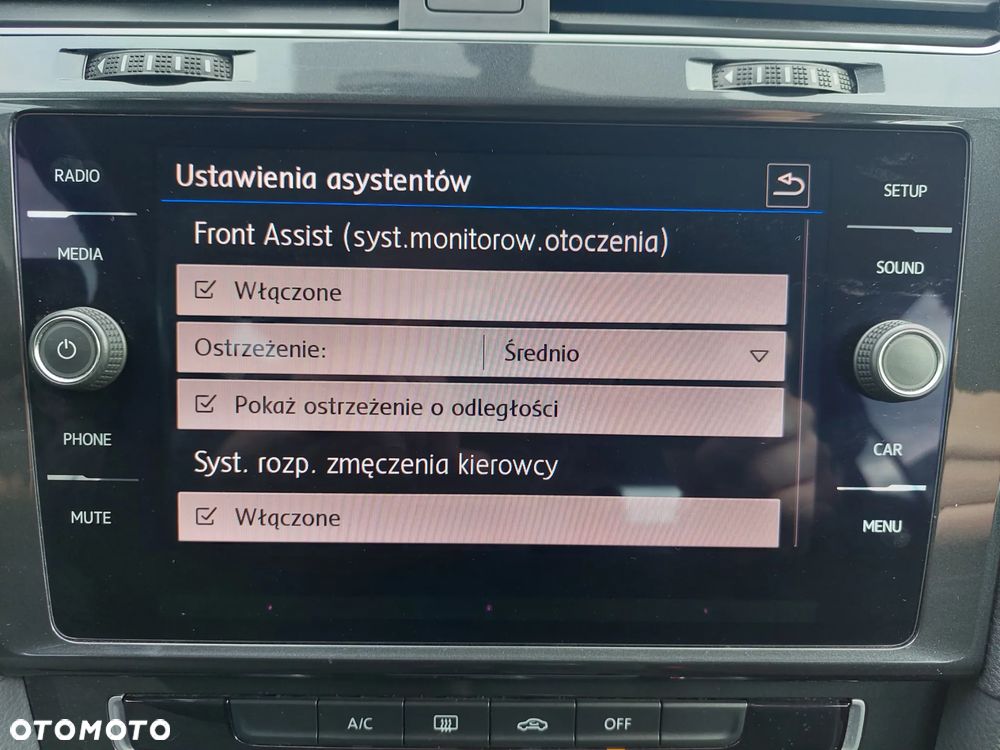 RADIO
MEDIA
PHONE
MUTE
Ustawienia asystentów
Front Assist (syst.monitorow.otoczenia)
Włączone
Ostrzeżenie: Średnio
Pokaż ostrzeżenie o odległości
Syst. rozp. zmęczenia kierowcy
Włączone
SETUP
SOUND
CAR
MENU
A/C
OFF
OTOMOTO